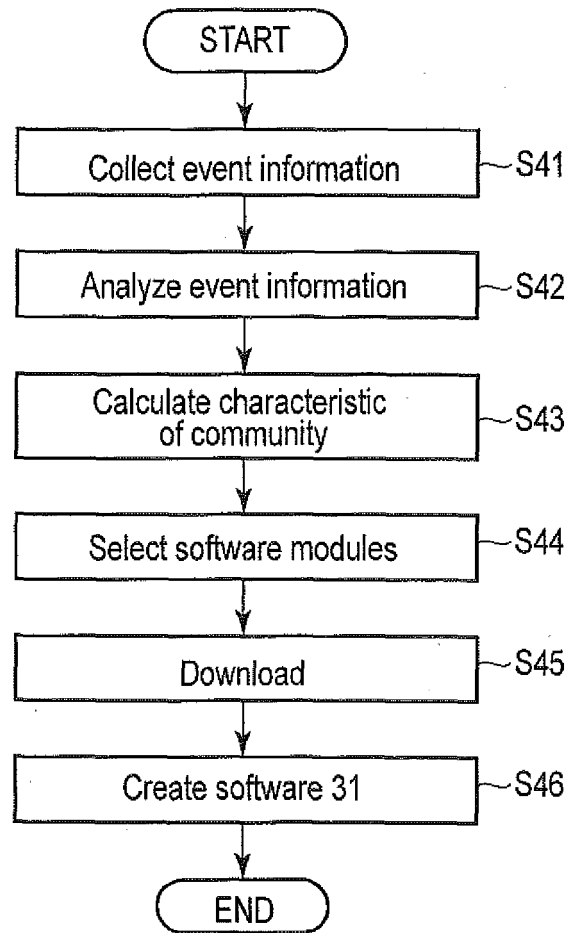 START
Collect event information
S41
Analyze event information
S42
Calculate characteristic
of community
S43
Select software modules
S44
Download
S45
Create software 31
S46
END